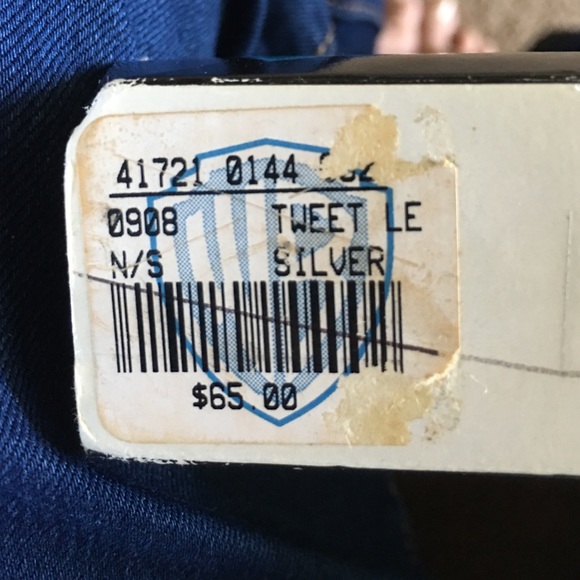 41721 0144
0908 TWEET LE
N/S SILVER
$65.00